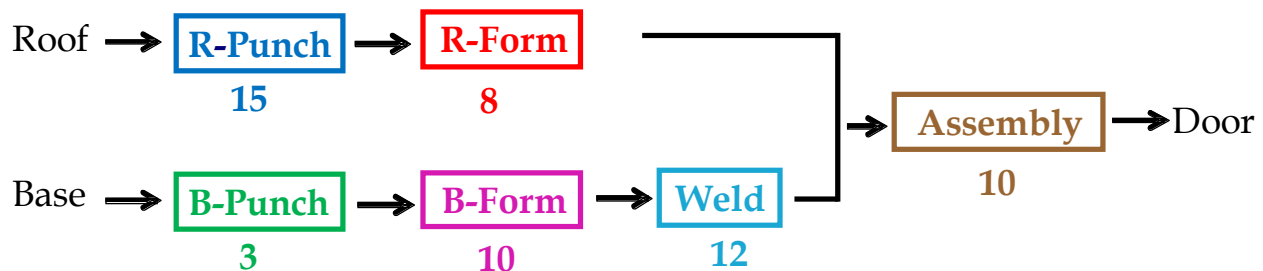 Roof
R-Punch
15
R-Form
8
Base
B-Punch
3
B-Form
10
Weld
12
Assembly
10
Door